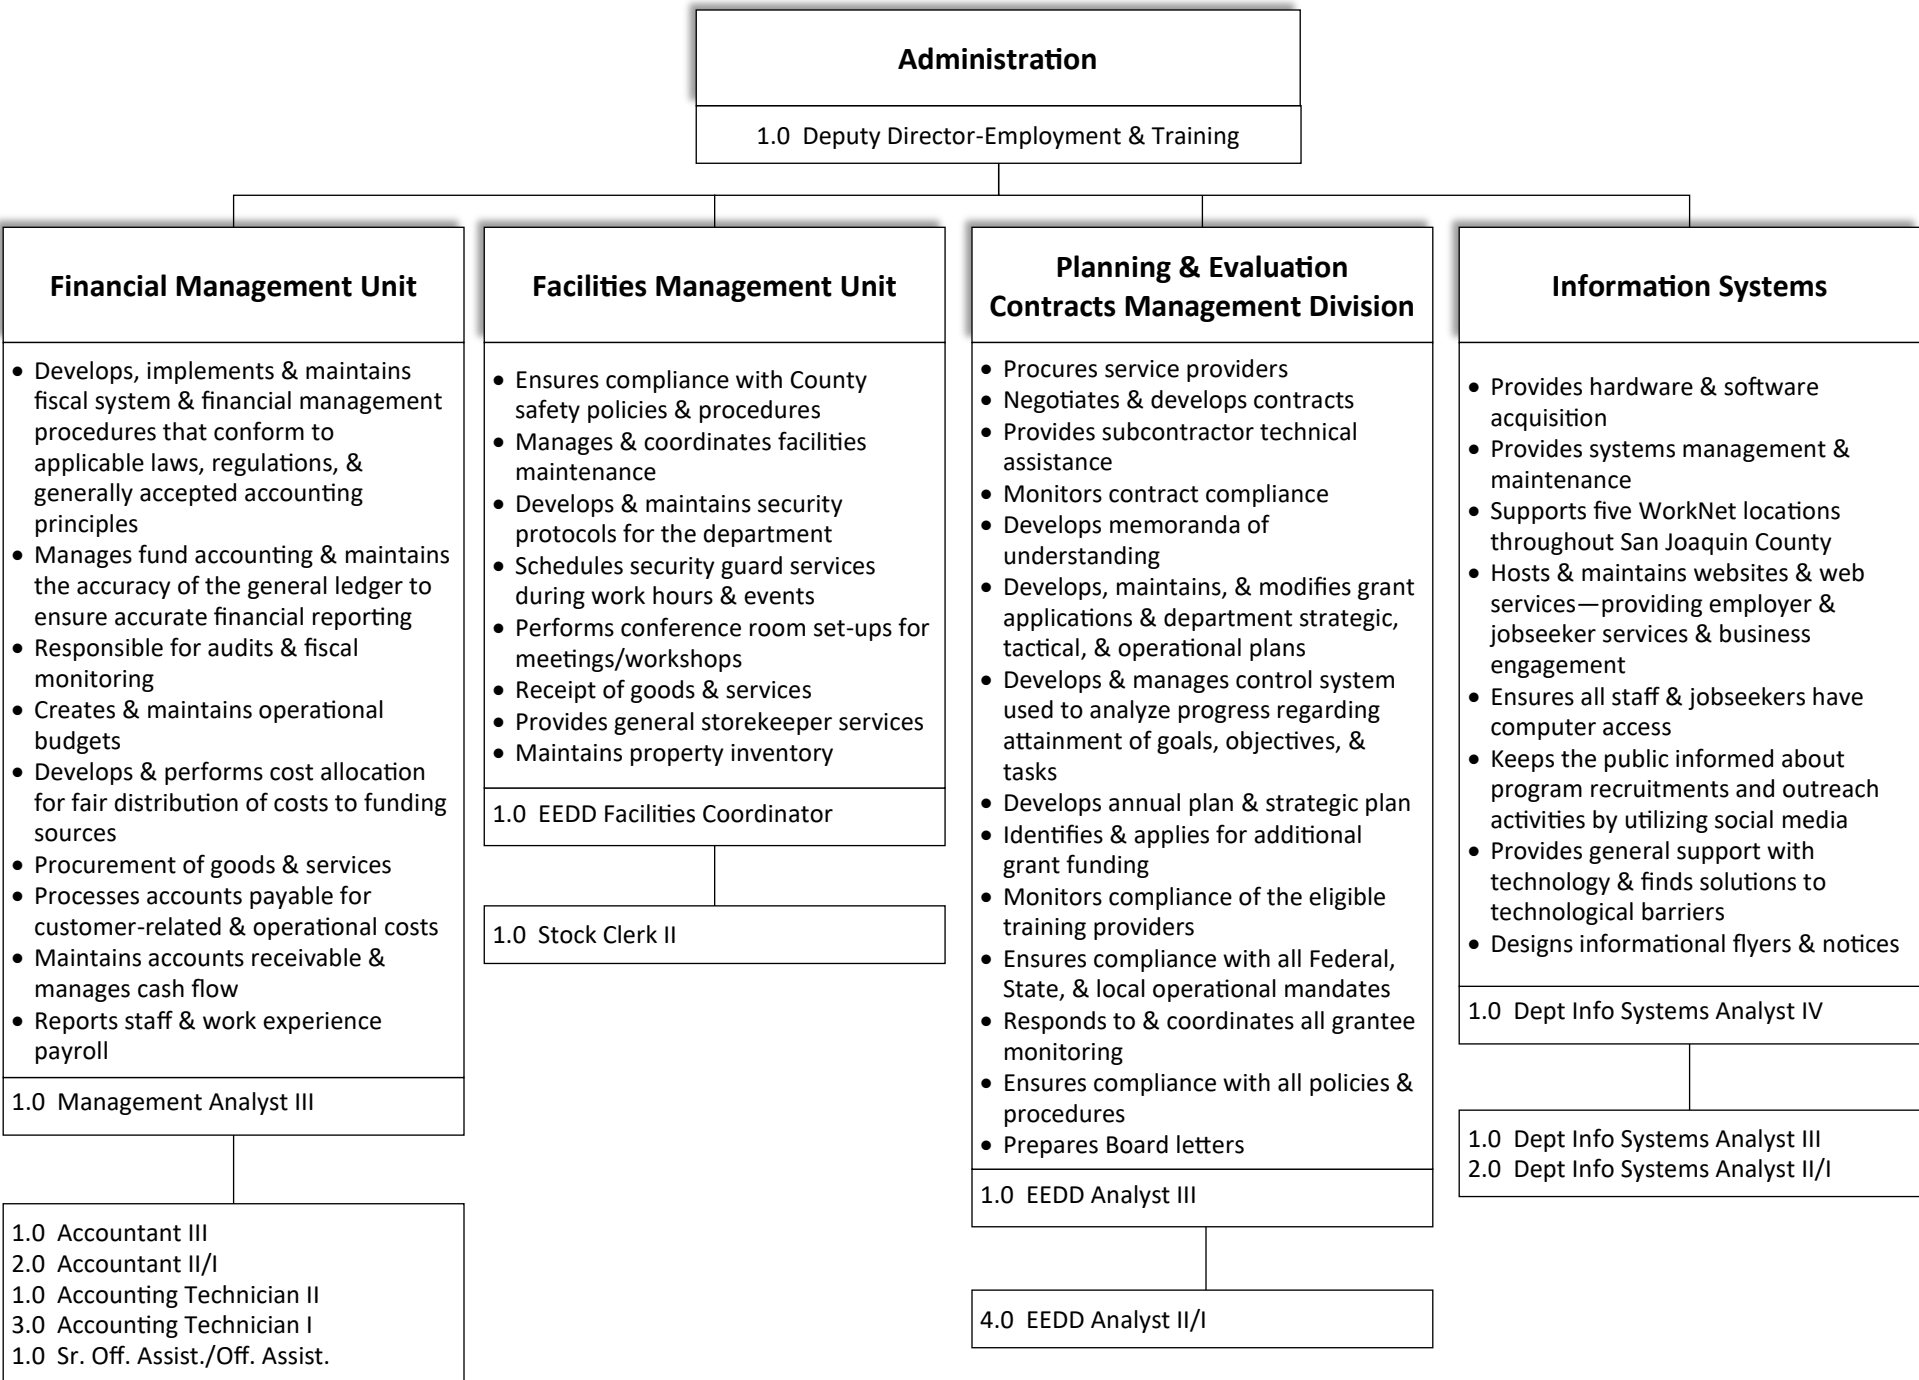 Administration
1.0 Deputy Director-Employment & Training
Financial Management Unit
• Develops, implements & maintains
fiscal system & financial management
procedures that conform to
applicable laws, regulations, &
generally accepted accounting
principles
• Manages fund accounting & maintains
the accuracy of the general ledger to
ensure accurate financial reporting
• Responsible for audits & fiscal
monitoring
• Creates & maintains operational
budgets
• Develops & performs cost allocation
for fair distribution of costs to funding
sources
• Procurement of goods & services
• Processes accounts payable for
customer-related & operational costs
• Maintains accounts receivable &
manages cash flow
• Reports staff & work experience
payroll
1.0 Management Analyst III
1.0 Accountant III
2.0 Accountant II/I
1.0 Accounting Technician II
3.0 Accounting Technician I
1.0 Sr. Off. Assist./Off. Assist.
Facilities Management Unit
• Ensures compliance with County
safety policies & procedures
• Manages & coordinates facilities
maintenance
• Develops & maintains security
protocols for the department
• Schedules security guard services
during work hours & events
• Performs conference room set-ups for
meetings/workshops
• Receipt of goods & services
• Provides general storekeeper services
• Maintains property inventory
1.0 EEDD Facilities Coordinator
1.0 Stock Clerk II
Planning & Evaluation
Contracts Management Division
• Procures service providers
• Negotiates & develops contracts
• Provides subcontractor technical
assistance
• Monitors contract compliance
• Develops memoranda of
understanding
• Develops, maintains, & modifies grant
applications & department strategic,
tactical, & operational plans
• Develops & manages control system
used to analyze progress regarding
attainment of goals, objectives, &
tasks
• Develops annual plan & strategic plan
• Identifies & applies for additional
grant funding
• Monitors compliance of the eligible
training providers
• Ensures compliance with all Federal,
State, & local operational mandates
• Responds to & coordinates all grantee
monitoring
• Ensures compliance with all policies &
procedures
• Prepares Board letters
1.0 EEDD Analyst III
4.0 EEDD Analyst II/I
Information Systems
• Provides hardware & software
acquisition
• Provides systems management &
maintenance
• Supports five WorkNet locations
throughout San Joaquin County
• Hosts & maintains websites & web
services—providing employer &
jobseeker services & business
engagement
• Ensures all staff & jobseekers have
computer access
• Keeps the public informed about
program recruitments and outreach
activities by utilizing social media
• Provides general support with
technology & finds solutions to
technological barriers
• Designs informational flyers & notices
1.0 Dept Info Systems Analyst IV
1.0 Dept Info Systems Analyst III
2.0 Dept Info Systems Analyst II/I